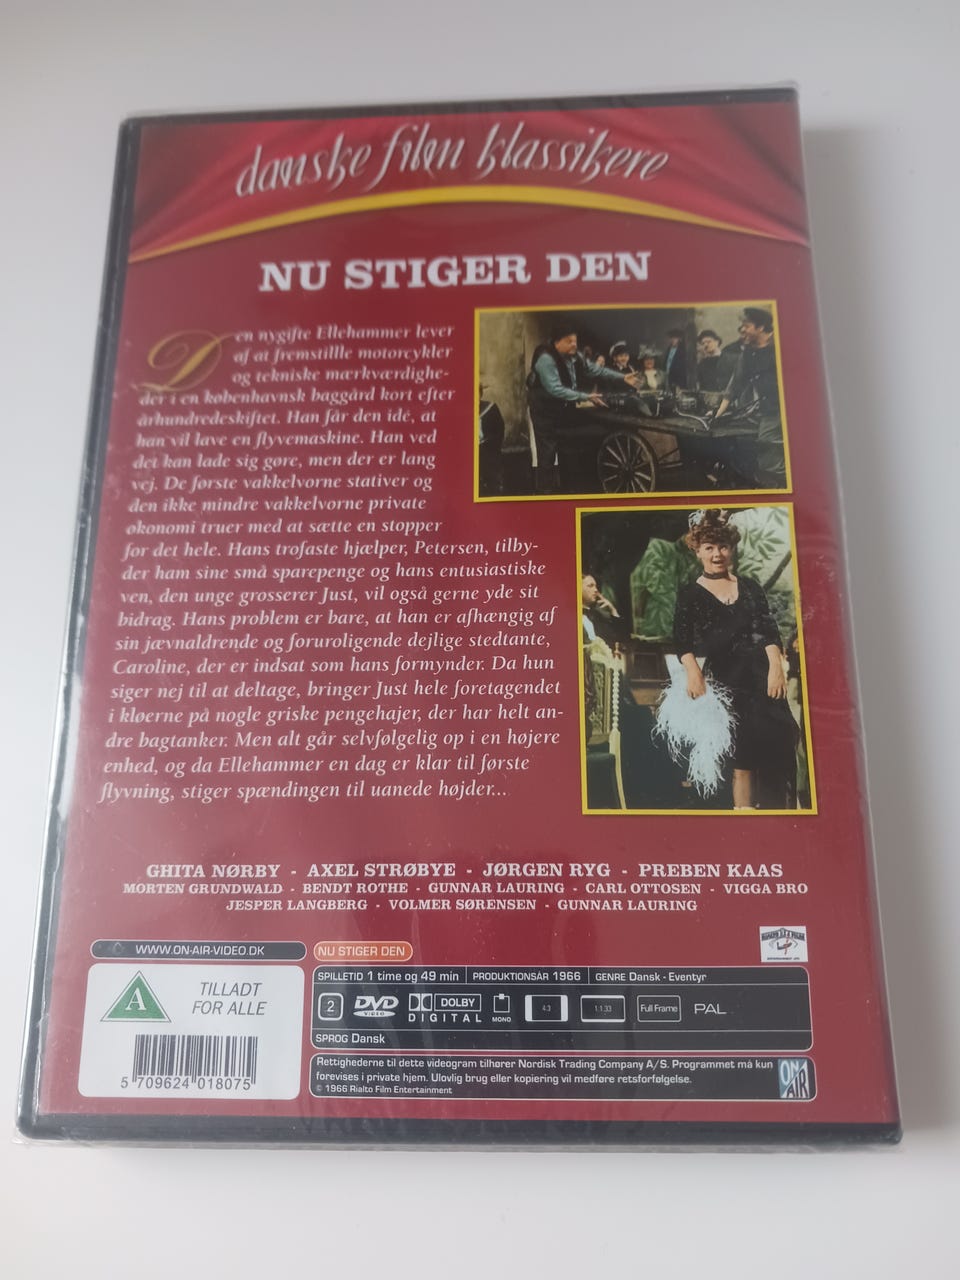 danske film klassikere
NU STIGER DEN
Den nygifte Ellehammer lever
af at fremstillle motorcykler
og tekniske mærkværdighe-
der i en københavnsk baggård kort efter
århundredeskiftet. Han får den idé, at
han vil lave en flyvemaskine. Han ved
det kan lade sig gøre, men der er lang
vej. De første vakkelvorne stativer og
den ikke mindre vakkelvorne private
økonomi truer med at sætte en stopper
for det hele. Hans trofaste hjælper, Petersen, tilby-
der ham sine små sparepenge og hans entusiastiske
ven, den unge grosserer Just, vil også gerne yde sit
bidrag. Hans problem er bare, at han er afhængig af
sin jævnaldrende og foruroligende dejlige stedtante,
Caroline, der er indsat som hans formynder. Da hun
siger nej til at deltage, bringer Just hele foretagendet
i kløerne på nogle griske pengehajer, der har helt an-
dre bagtanker. Men alt går selvfølgelig op i en højere
enhed, og da Ellehammer en dag er klar til første
flyvning, stiger spændingen til uanede højder...
GHITA NØRBY - AXEL STRØBYE - JØRGEN RYG - PREBEN KAAS
MORTEN GRUNDWALD - BENDT ROTHE - GUNNAR LAURING - CARL OTTOSEN - VIGGA BRO
JESPER LANGBERG - VOLMER SØRENSEN - GUNNAR LAURING
WWW.ON-AIR-VIDEO.DK
NU STIGER DEN
A
TILLADT
FOR ALLE
5 709624 018075
SPILLETID 1 time og 49 min PRODUKTIONSÅR 1966 GENRE Dansk - Eventyr
2 DVD VIDEO DOLBY DIGITAL MONO 4:3 1:1.33 Full Frame PAL
SPROG Dansk
Rettighederne til dette videogram tilhører Nordisk Trading Company A/S. Programmet må kun
forevises i private hjem. Ulovlig brug eller kopiering vil medføre retsforfølgelse.
© 1966 Rialto Film Entertainment
ON AIR